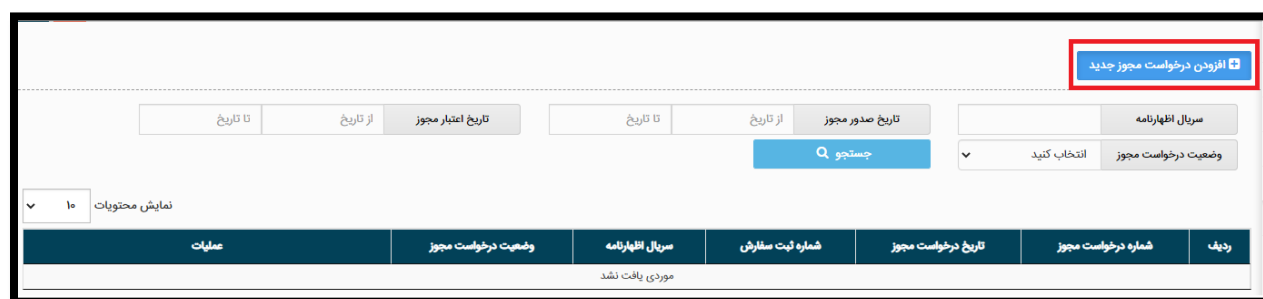 افزودن درخواست مجوز جدید
سریال اظهارنامه تاریخ صدور مجوز از تاریخ تا تاریخ تاریخ اعتبار مجوز از تاریخ تا تاریخ
وضعیت درخواست مجوز انتخاب کنید جستجو
نمایش محتویات ۱۰
ردیف شماره درخواست مجوز تاریخ درخواست مجوز شماره ثبت سفارش سریال اظهارنامه وضعیت درخواست مجوز عملیات
موردی یافت نشد